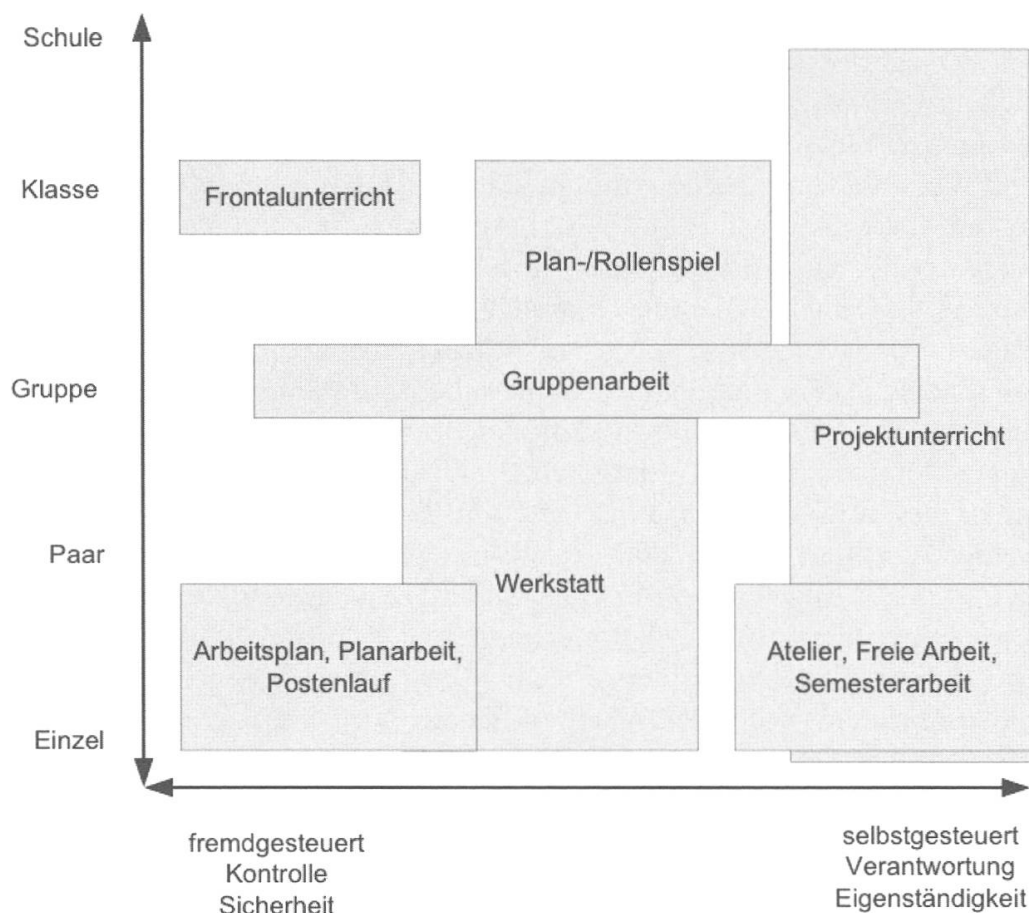 Schule
Klasse
Frontalunterricht
Plan-/Rollenspiel
Gruppe
Gruppenarbeit
Projektunterricht
Paar
Werkstatt
Arbeitsplan, Planarbeit,
Postenlauf
Atelier, Freie Arbeit,
Semesterarbeit
Einzel
fremdgesteuert
Kontrolle
Sicherheit
selbstgesteuert
Verantwortung
Eigenständigkeit